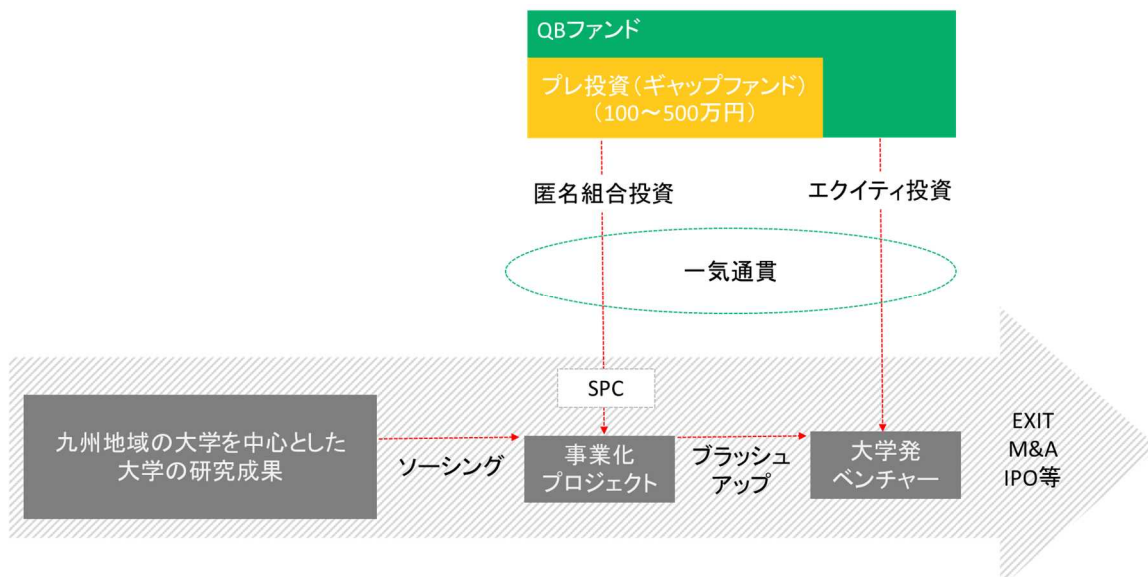 QBファンド
プレ投資（ギャップファンド）
（100～500万円）
匿名組合投資
エクイティ投資
一気通貫
SPC
九州地域の大学を中心とした
大学の研究成果
ソーシング
事業化
プロジェクト
ブラッシュ
アップ
大学発
ベンチャー
EXIT
M&A
IPO等